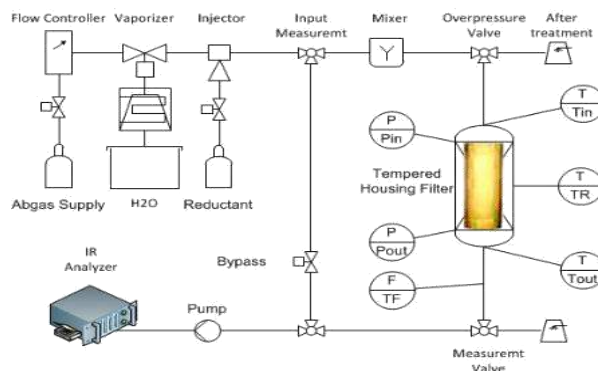 Flow Controller Vaporizer Injector Input Mixer Overpressure After
Measuremt Valve treatment
T
Tin
P
Pin
Tempered
Housing Filter
T
TR
Abgas Supply H2O Reductant
P
Pout
IR
Analyzer
Bypass
T
Tout
F
TF
Pump
Measuremt
Valve